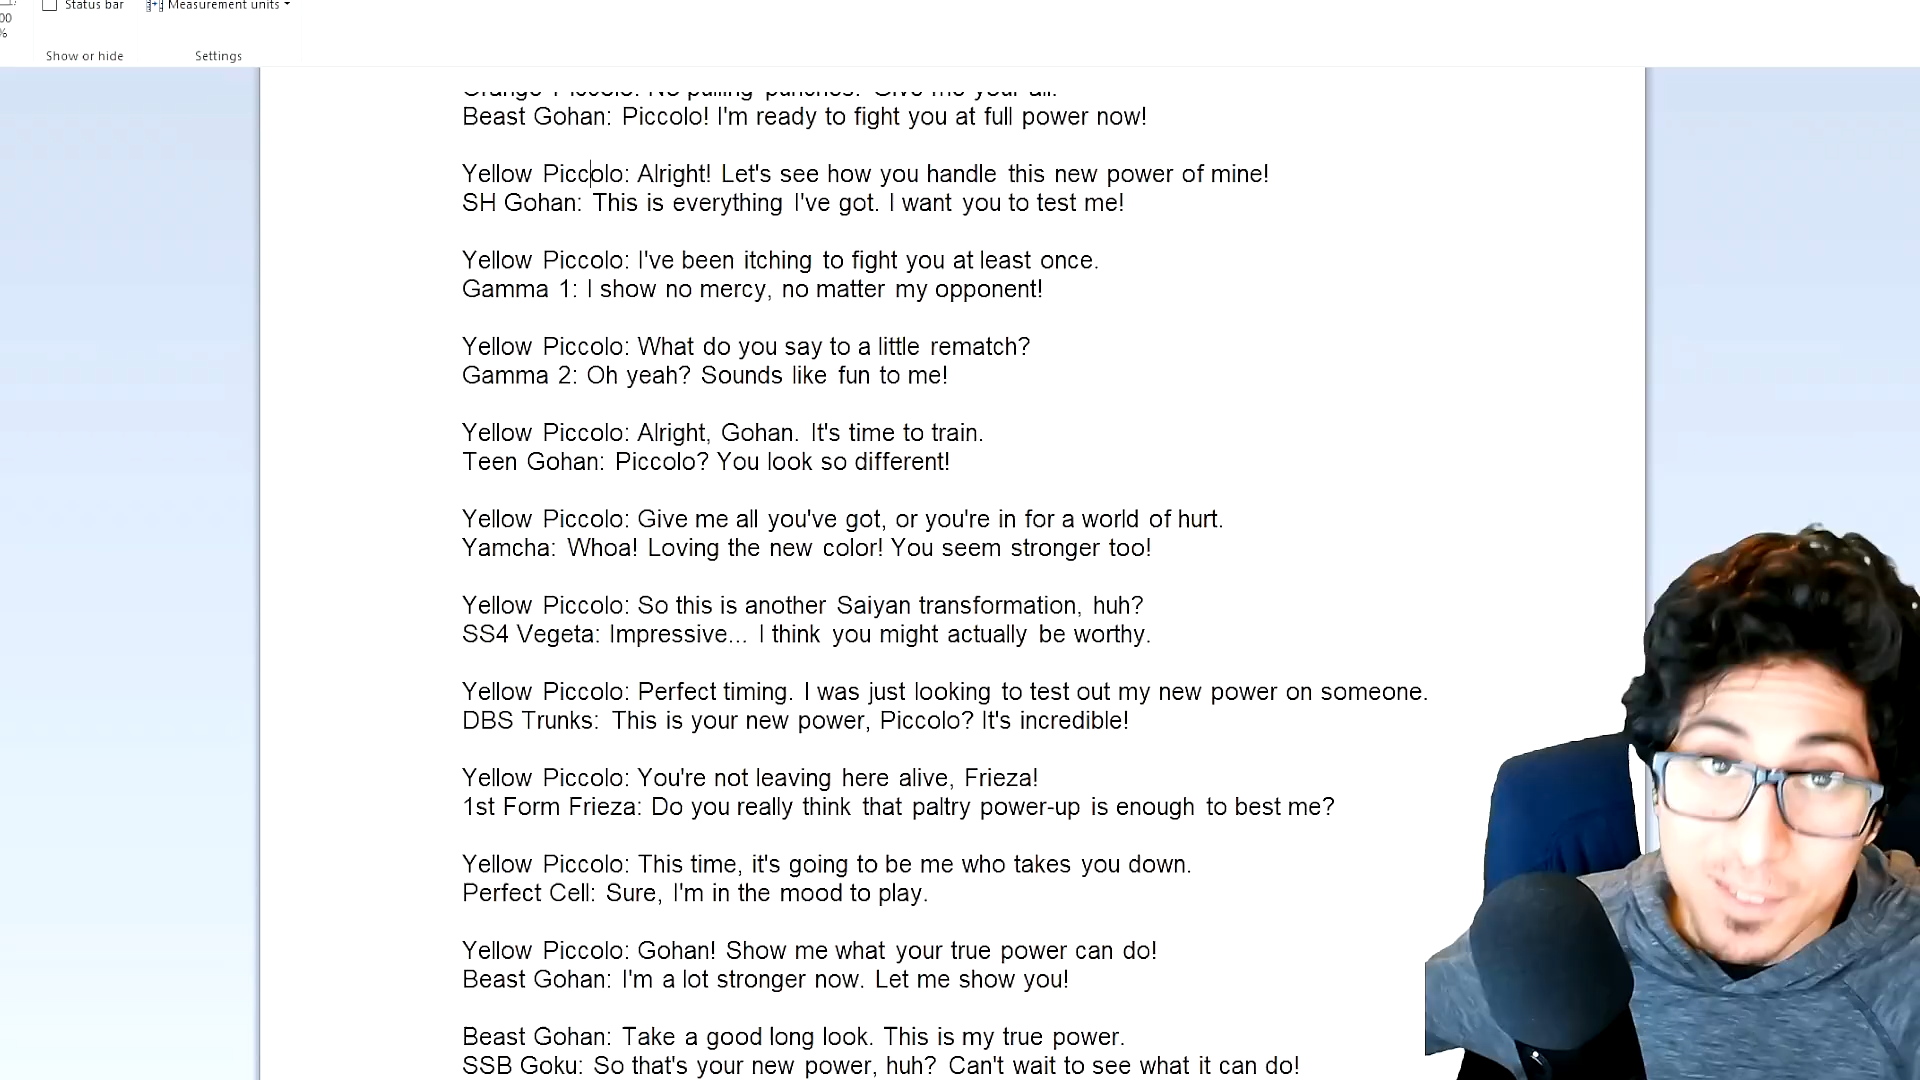 00
%
Status bar
Measurement units
Show or hide
Settings
Orange Piccolo: No pulling punches! Give me your all.
Beast Gohan: Piccolo! I'm ready to fight you at full power now!
Yellow Piccolo: Alright! Let's see how you handle this new power of mine!
SH Gohan: This is everything I've got. I want you to test me!
Yellow Piccolo: I've been itching to fight you at least once.
Gamma 1: I show no mercy, no matter my opponent!
Yellow Piccolo: What do you say to a little rematch?
Gamma 2: Oh yeah? Sounds like fun to me!
Yellow Piccolo: Alright, Gohan. It's time to train.
Teen Gohan: Piccolo? You look so different!
Yellow Piccolo: Give me all you've got, or you're in for a world of hurt.
Yamcha: Whoa! Loving the new color! You seem stronger too!
Yellow Piccolo: So this is another Saiyan transformation, huh?
SS4 Vegeta: Impressive... I think you might actually be worthy.
Yellow Piccolo: Perfect timing. I was just looking to test out my new power on someone.
DBS Trunks: This is your new power, Piccolo? It's incredible!
Yellow Piccolo: You're not leaving here alive, Frieza!
1st Form Frieza: Do you really think that paltry power-up is enough to best me?
Yellow Piccolo: This time, it's going to be me who takes you down.
Perfect Cell: Sure, I'm in the mood to play.
Yellow Piccolo: Gohan! Show me what your true power can do!
Beast Gohan: I'm a lot stronger now. Let me show you!
Beast Gohan: Take a good long look. This is my true power.
SSB Goku: So that's your new power, huh? Can't wait to see what it can do!